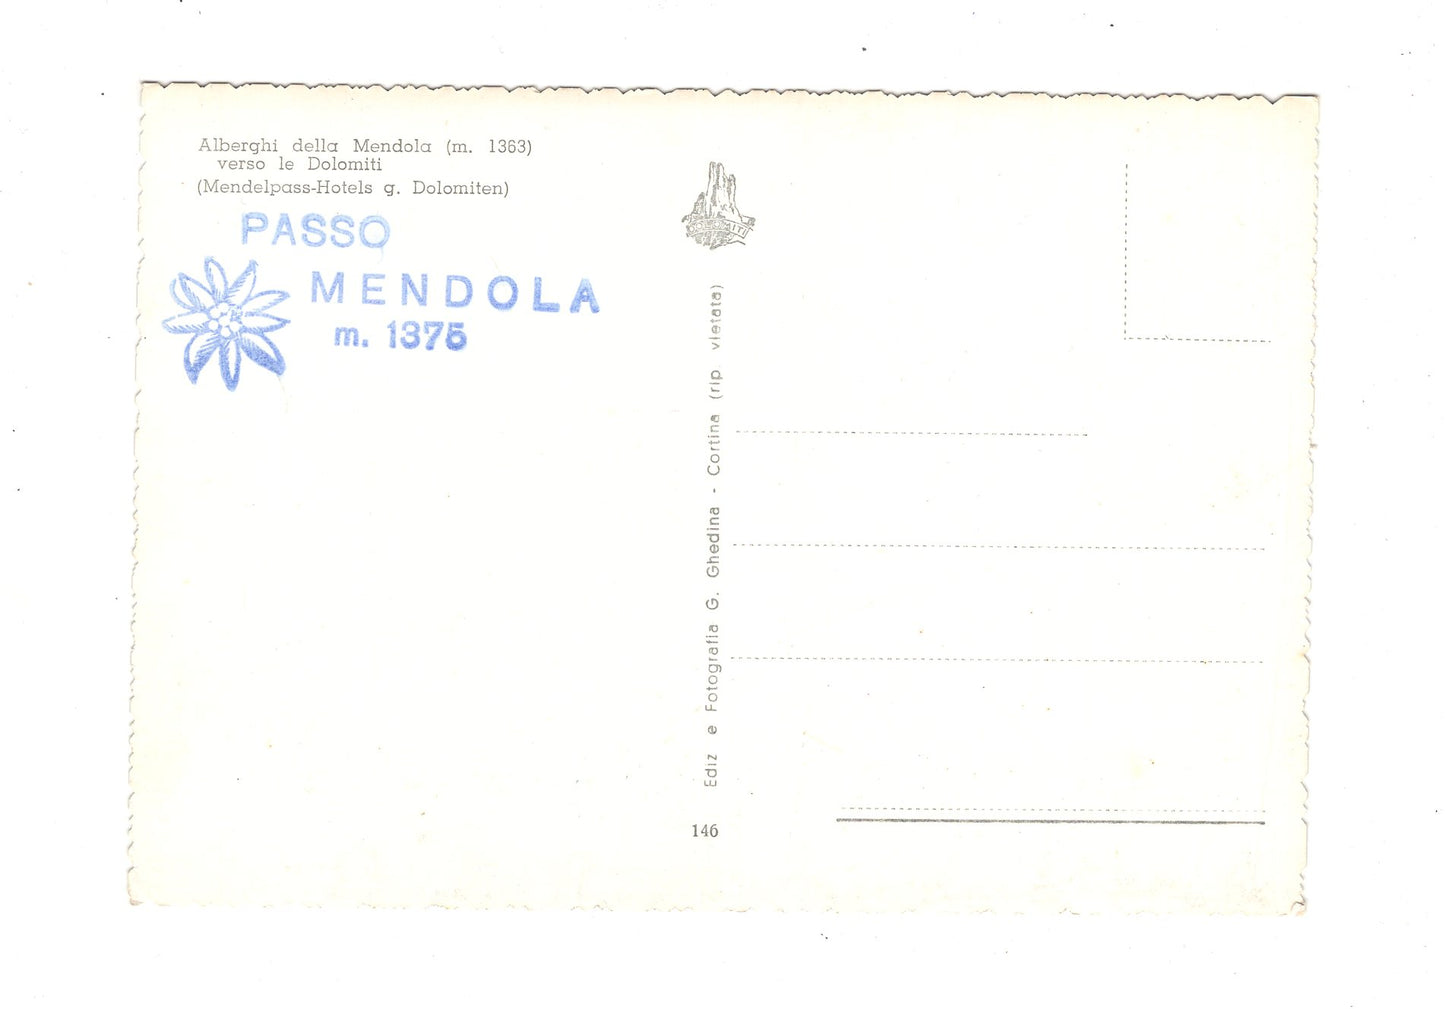 Alberghi della Mendola (m. 1363)
verso le Dolomiti
(Mendelpass-Hotels g. Dolomiten)
PASSO
MENDOLA
m. 1375
DOLOMITI
Ediz e Fotografia G. Ghedina - Cortina (rip. vietata)
146